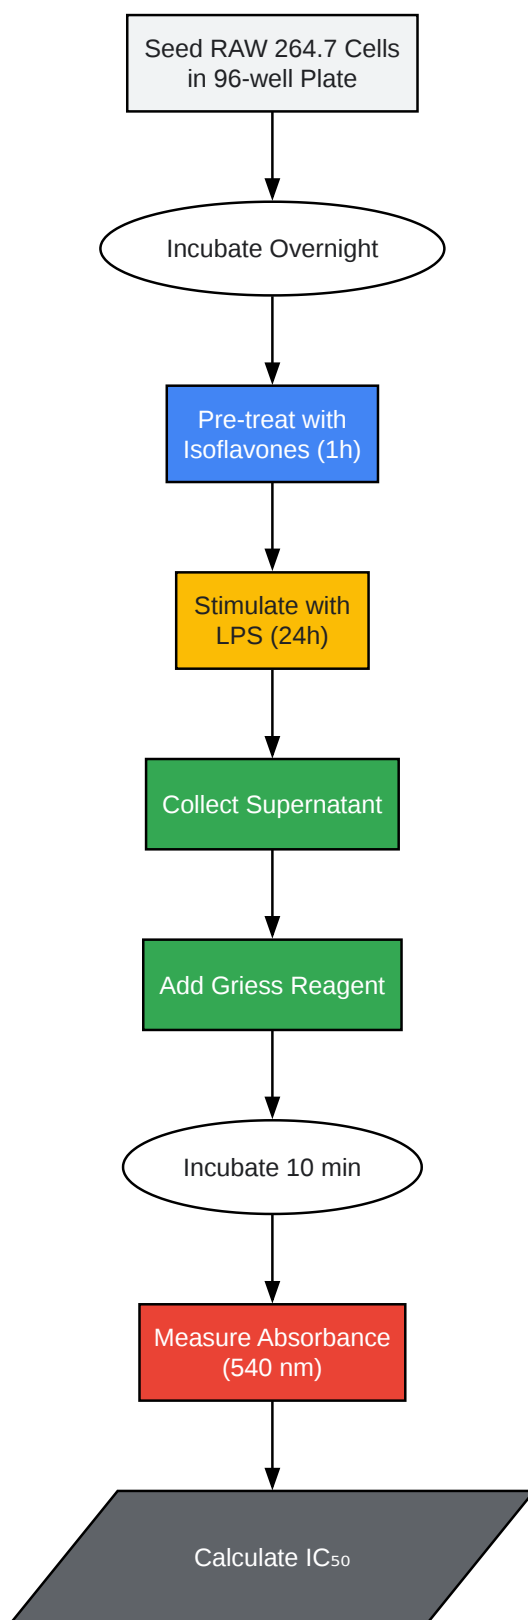 Seed RAW 264.7 Cells
in 96-well Plate
Incubate Overnight
Pre-treat with
Isoflavones (1h)
Stimulate with
LPS (24h)
Collect Supernatant
Add Griess Reagent
Incubate 10 min
Measure Absorbance
(540 nm)
Calculate IC₅₀